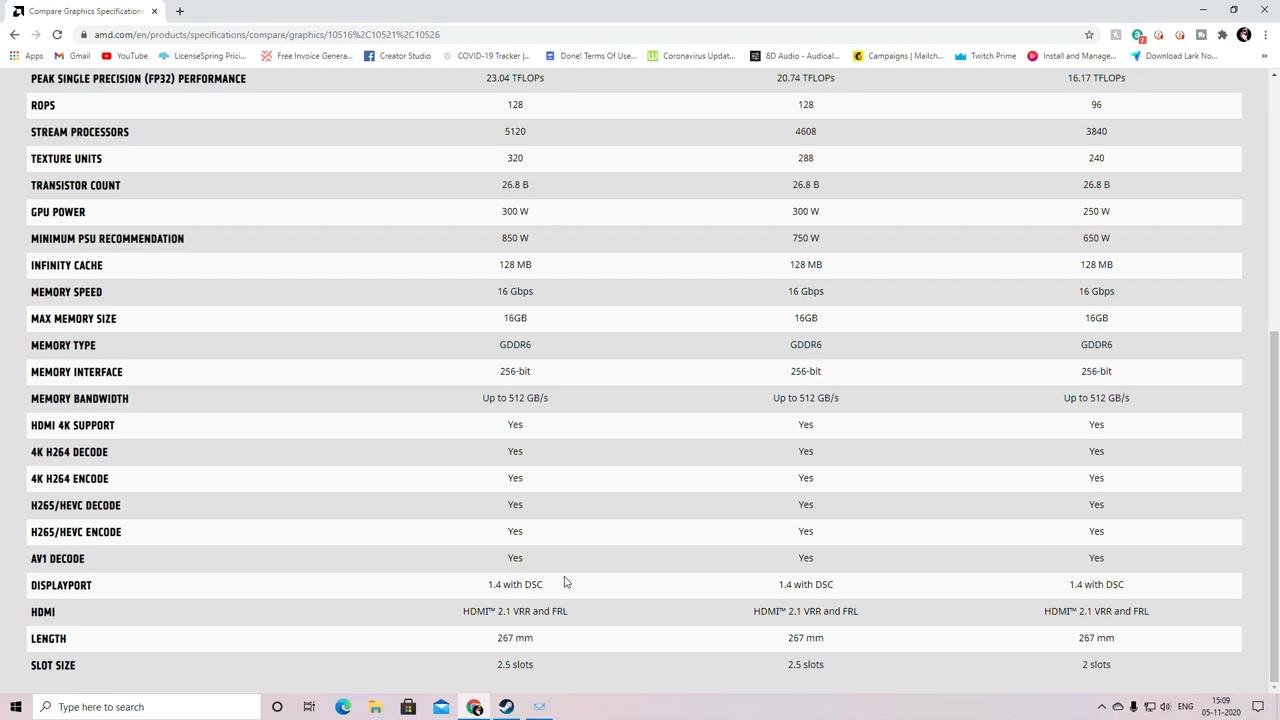 Compare Graphics Specifications
amd.com/en/products/specifications/compare/graphics/10516%2C10521%2C10526
Apps Gmail YouTube LicenseSpring Prici... Free Invoice Genera... Creator Studio COVID-19 Tracker |... Done! Terms Of Use... Coronavirus Updat... 8D Audio - Audioal... Campaigns | Mailch... Twitch Prime Install and Manage... Download Lark No... »
PEAK SINGLE PRECISION (FP32) PERFORMANCE 23.04 TFLOPs 20.74 TFLOPs 16.17 TFLOPs
ROPS 128 128 96
STREAM PROCESSORS 5120 4608 3840
TEXTURE UNITS 320 288 240
TRANSISTOR COUNT 26.8 B 26.8 B 26.8 B
GPU POWER 300 W 300 W 250 W
MINIMUM PSU RECOMMENDATION 850 W 750 W 650 W
INFINITY CACHE 128 MB 128 MB 128 MB
MEMORY SPEED 16 Gbps 16 Gbps 16 Gbps
MAX MEMORY SIZE 16GB 16GB 16GB
MEMORY TYPE GDDR6 GDDR6 GDDR6
MEMORY INTERFACE 256-bit 256-bit 256-bit
MEMORY BANDWIDTH Up to 512 GB/s Up to 512 GB/s Up to 512 GB/s
HDMI 4K SUPPORT Yes Yes Yes
4K H264 DECODE Yes Yes Yes
4K H264 ENCODE Yes Yes Yes
H265/HEVC DECODE Yes Yes Yes
H265/HEVC ENCODE Yes Yes Yes
AV1 DECODE Yes Yes Yes
DISPLAYPORT 1.4 with DSC 1.4 with DSC 1.4 with DSC
HDMI HDMI™ 2.1 VRR and FRL HDMI™ 2.1 VRR and FRL HDMI™ 2.1 VRR and FRL
LENGTH 267 mm 267 mm 267 mm
SLOT SIZE 2.5 slots 2.5 slots 2 slots
Type here to search
ENG
15:09
05-11-2020